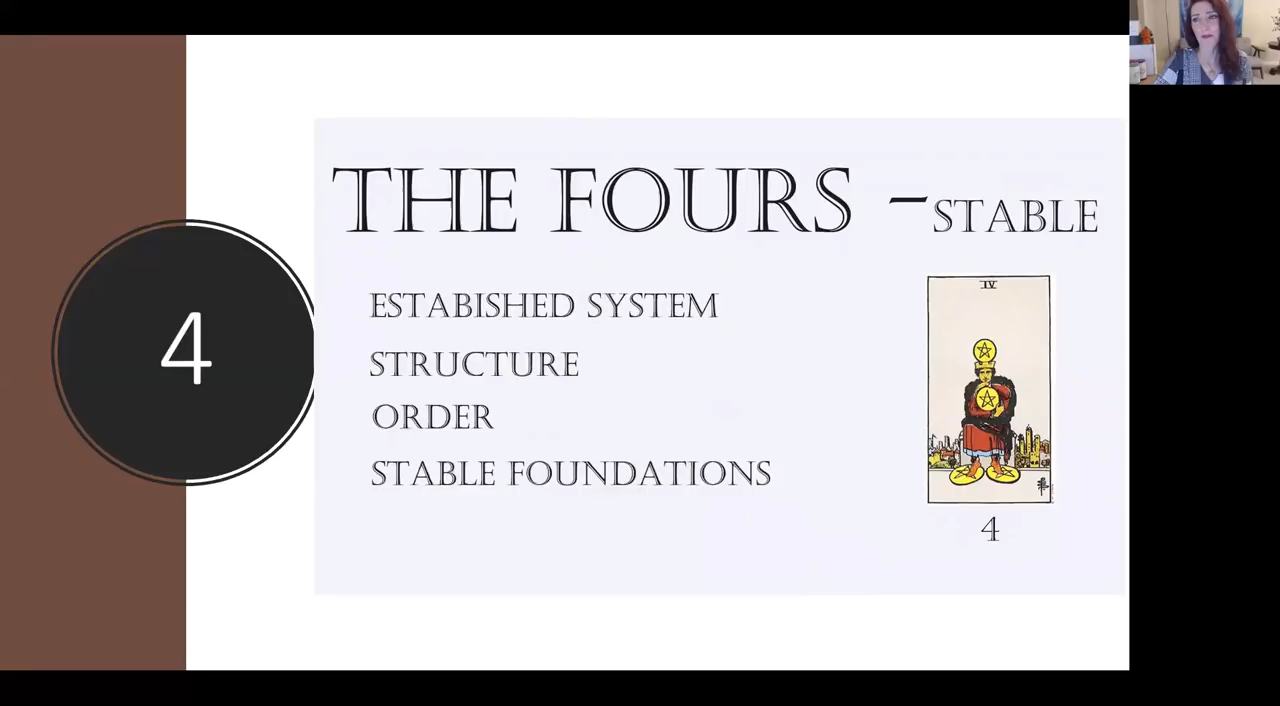 4
THE FOURS – STABLE
ESTABISHED SYSTEM
STRUCTURE
ORDER
STABLE FOUNDATIONS
IV
4